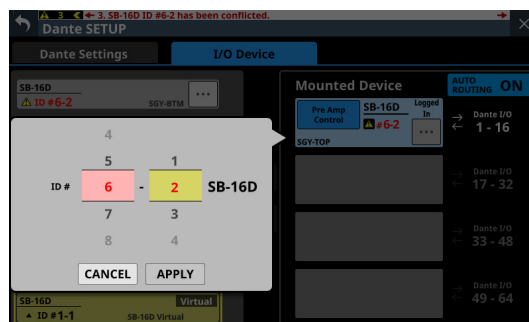 3 ← 3. SB-16D ID #6-2 has been conflicted. →
Dante SETUP
Dante Settings
I/O Device
SB-16D
ID #6-2
SGY-BTM
...
Mounted Device
AUTO
ROUTING ON
Pre Amp
Control
SB-16D
#6-2
Logged
In
...
SGY-TOP
→ Dante I/O
← 1 - 16
→ Dante I/O
← 17 - 32
→ Dante I/O
← 33 - 48
→ Dante I/O
← 49 - 64
4
5 1
ID # 6 - 2 SB-16D
7 3
8 4
CANCEL APPLY
SB-16D
Virtual
ID #1-1
SB-16D Virtual